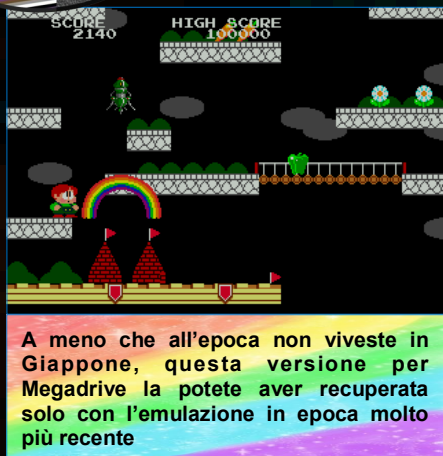 SCORE HIGH SCORE
2140 100000
A meno che all'epoca non viveste in
Giappone, questa versione per
Megadrive la potete aver recuperata
solo con l'emulazione in epoca molto
più recente